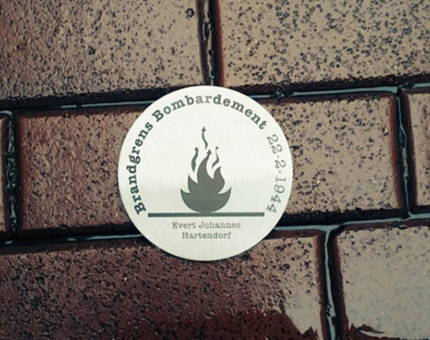 Brandgrens Bombardement 22·2·1944
Evert Johannes
Hartendorf